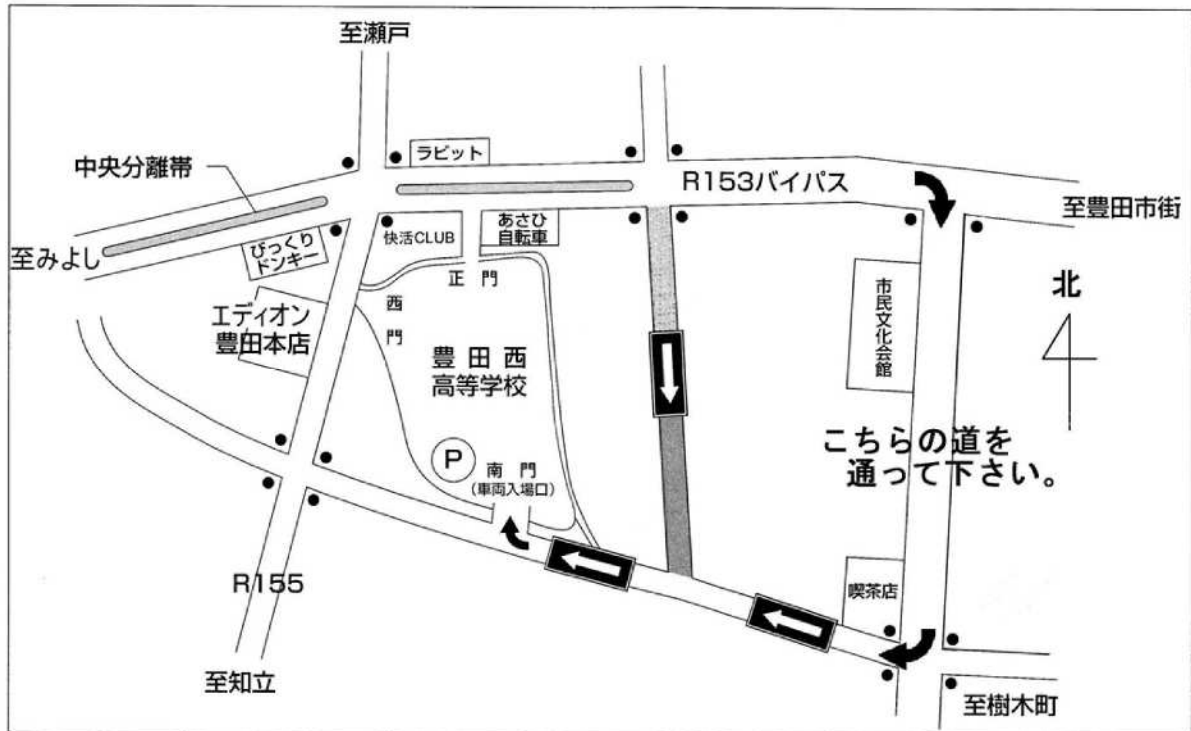 至瀬戸
中央分離帯
ラビット
R153バイパス
至豊田市街
至みよし
びっくり
ドンキー
快活CLUB
あさひ
自転車
正門
西門
エディオン
豊田本店
豊田西
高等学校
市民文化会館
北
こちらの道を
通って下さい。
P
南門
(車両入場口)
R155
喫茶店
至知立
至樹木町